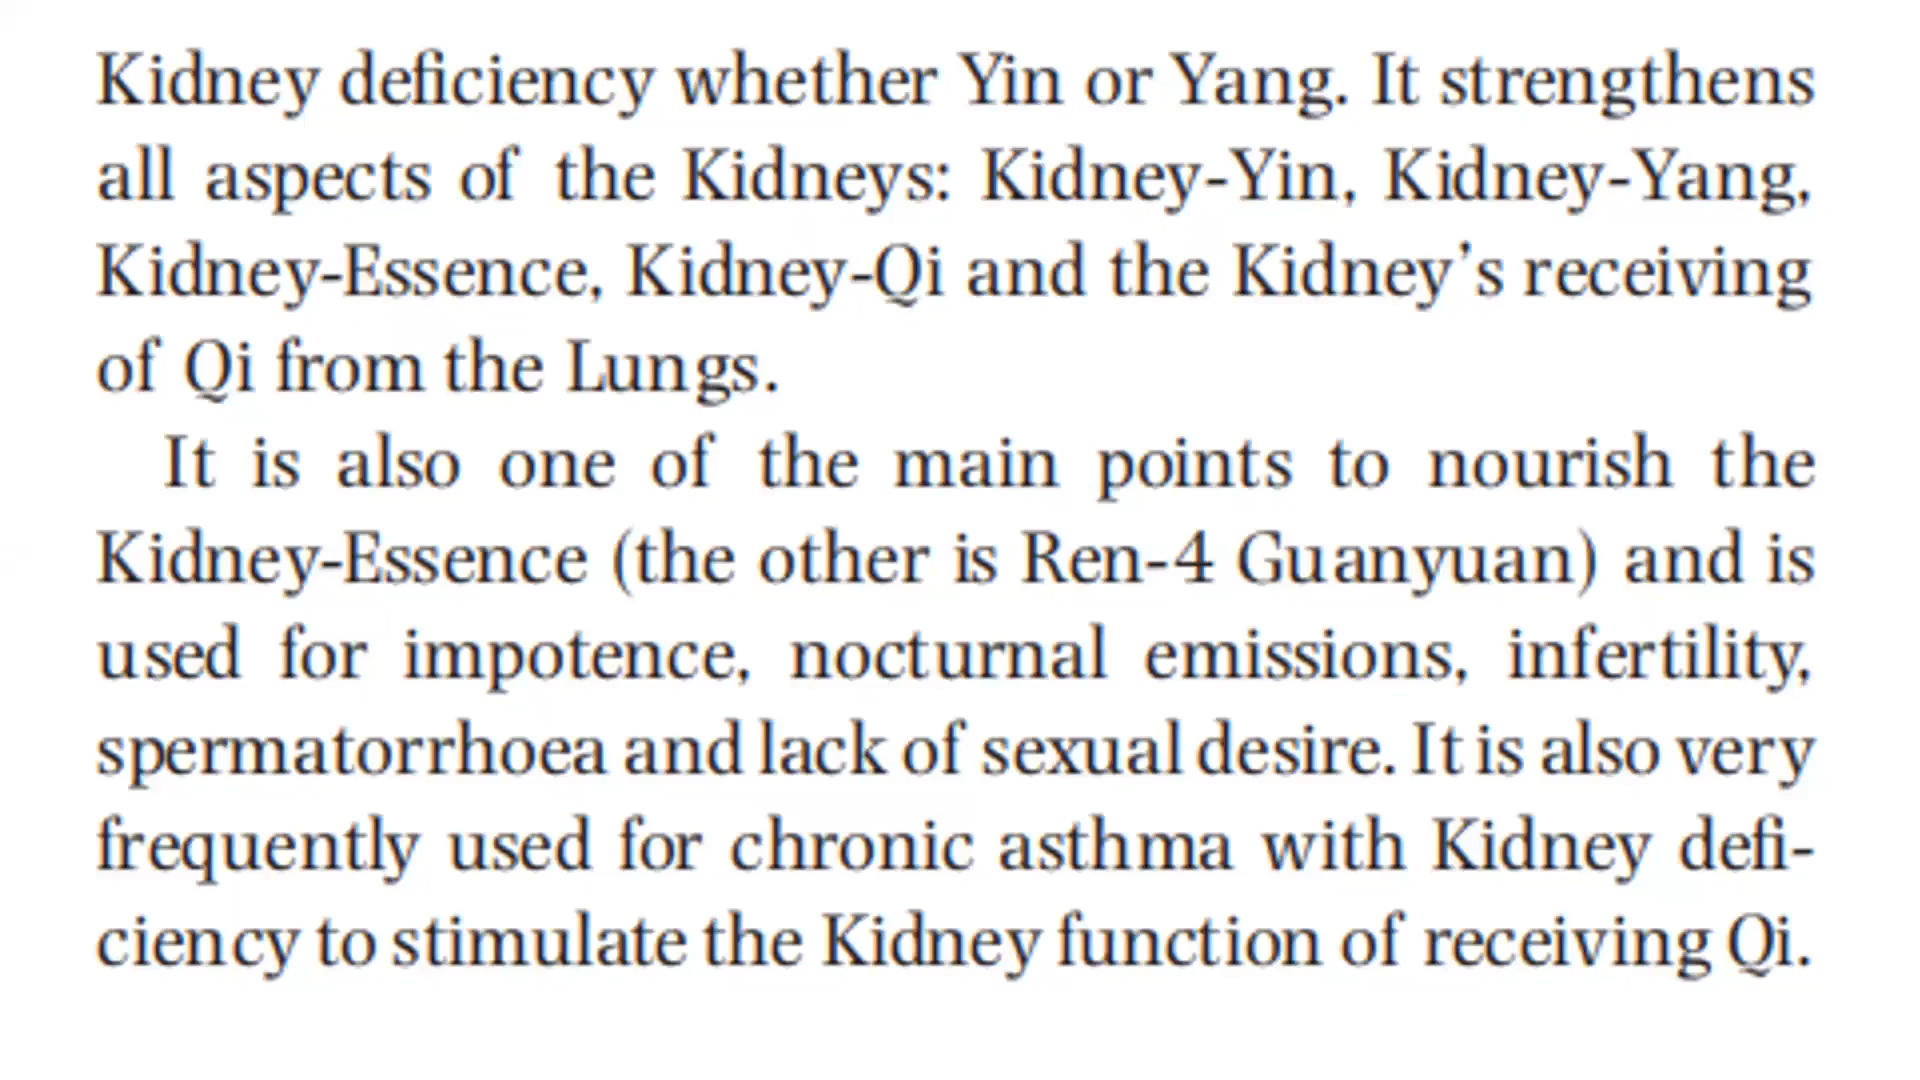 Kidney deficiency whether Yin or Yang. It strengthens
all aspects of the Kidneys: Kidney-Yin, Kidney-Yang,
Kidney-Essence, Kidney-Qi and the Kidney’s receiving
of Qi from the Lungs.
It is also one of the main points to nourish the
Kidney-Essence (the other is Ren-4 Guanyuan) and is
used for impotence, nocturnal emissions, infertility,
spermatorrhoea and lack of sexual desire. It is also very
frequently used for chronic asthma with Kidney defi-
ciency to stimulate the Kidney function of receiving Qi.